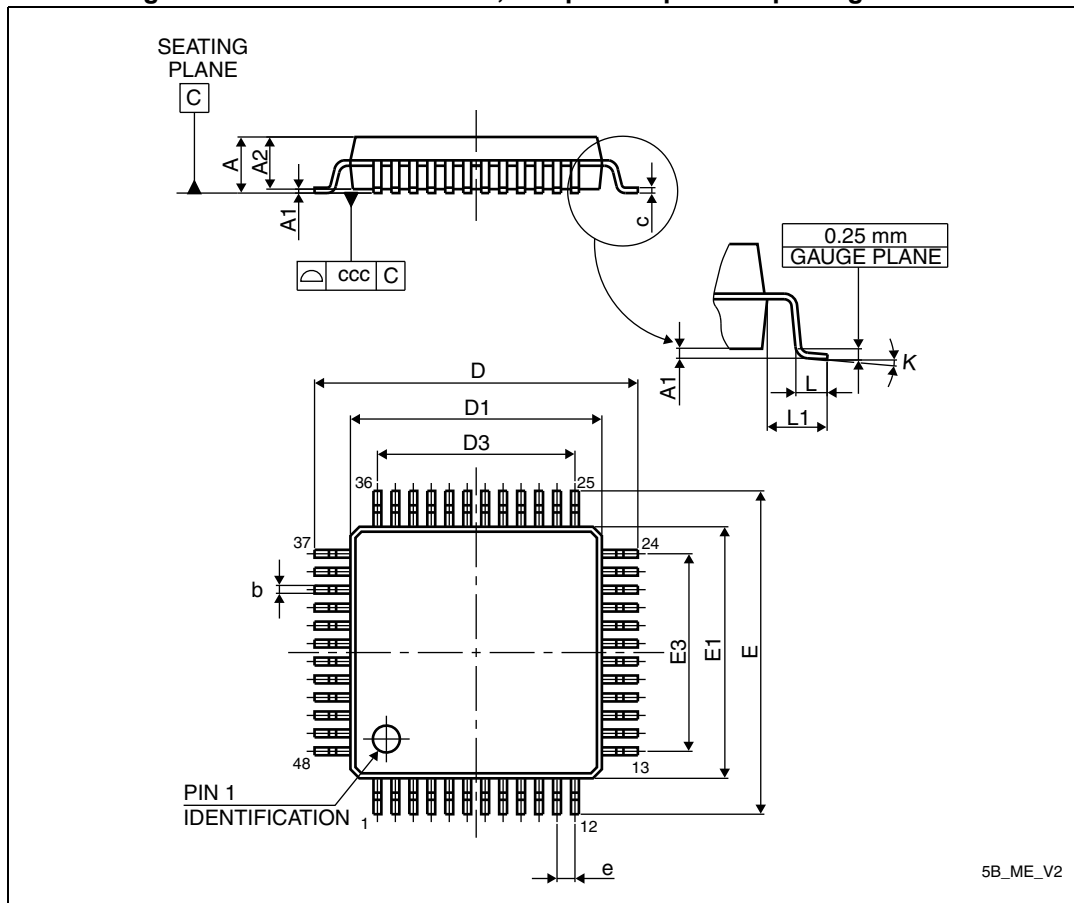 SEATING
PLANE
C
A
A2
A1
c
ccc C
0.25 mm
GAUGE PLANE
A1
K
L
L1
D
D1
D3
36
25
37
24
b
E3
E1
E
48
13
PIN 1
IDENTIFICATION
1
12
e
5B_ME_V2